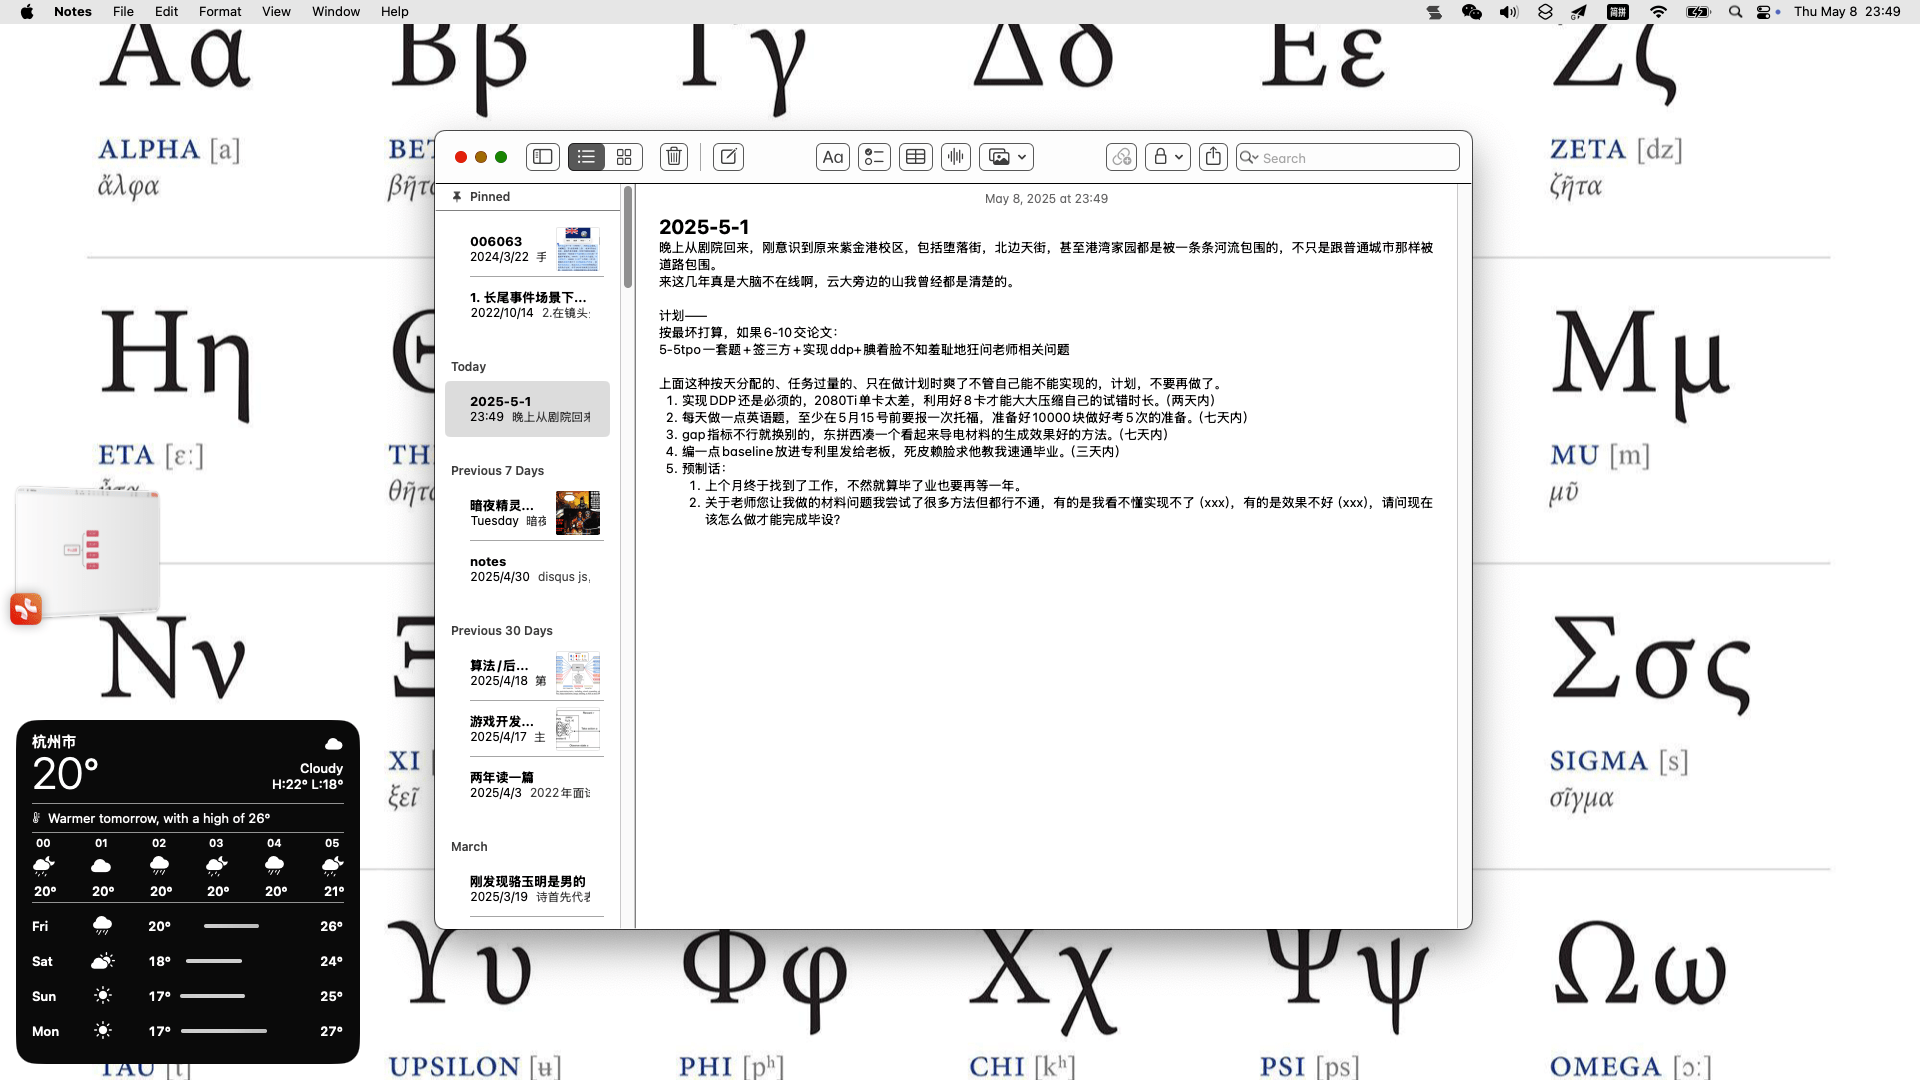 Notes File Edit Format View Window Help
简拼
Thu May 8 23:49
Αα Ββ Γγ Δδ Εε Ζζ
ALPHA [a]
ἄλφα
BET
βῆτα
ZETA [dz]
ζῆτα
Ηη
ETA [ɛː]
TH
θῆτα
Μμ
MU [m]
μῦ
Νν
Ξ
XI
ξεῖ
Σσς
SIGMA [s]
σῖγμα
Υυ Φφ Χχ Ψψ Ωω
TAU [t]
UPSILON [ʉ]
PHI [pʰ]
CHI [kʰ]
PSI [ps]
OMEGA [ɔː]
Aa
Search
Pinned
006063
2024/3/22 手
1. 长尾事件场景下...
2022/10/14 2.在镜头
Today
2025-5-1
23:49 晚上从剧院回来
Previous 7 Days
暗夜精灵...
Tuesday 暗夜
notes
2025/4/30 disqus js,
Previous 30 Days
算法/后...
2025/4/18 第
游戏开发...
2025/4/17 主
两年读一篇
2025/4/3 2022年面试
March
刚发现骆玉明是男的
2025/3/19 诗首先代表
May 8, 2025 at 23:49
2025-5-1
晚上从剧院回来，刚意识到原来紫金港校区，包括堕落街，北边天街，甚至港湾家园都是被一条条河流包围的，不只是跟普通城市那样被
道路包围。
来这几年真是大脑不在线啊，云大旁边的山我曾经都是清楚的。
计划——
按最坏打算，如果6-10交论文：
5-5tpo一套题+签三方+实现ddp+腆着脸不知羞耻地狂问老师相关问题
上面这种按天分配的、任务过量的、只在做计划时爽了不管自己能不能实现的，计划，不要再做了。
1. 实现DDP还是必须的，2080Ti单卡太差，利用好8卡才能大大压缩自己的试错时长。（两天内）
2. 每天做一点英语题，至少在5月15号前要报一次托福，准备好10000块做好考5次的准备。（七天内）
3. gap指标不行就换别的，东拼西凑一个看起来导电材料的生成效果好的方法。（七天内）
4. 编一点baseline放进专利里发给老板，死皮赖脸求他教我速通毕业。（三天内）
5. 预制话：
1. 上个月终于找到了工作，不然就算毕了业也要再等一年。
2. 关于老师您让我做的材料问题我尝试了很多方法但都行不通，有的是我看不懂实现不了 (xxx)，有的是效果不好 (xxx)，请问现在
该怎么做才能完成毕设?
杭州市
20°
Cloudy
H:22° L:18°
Warmer tomorrow, with a high of 26°
00 01 02 03 04 05
20° 20° 20° 20° 20° 21°
Fri 20° 26°
Sat 18° 24°
Sun 17° 25°
Mon 17° 27°